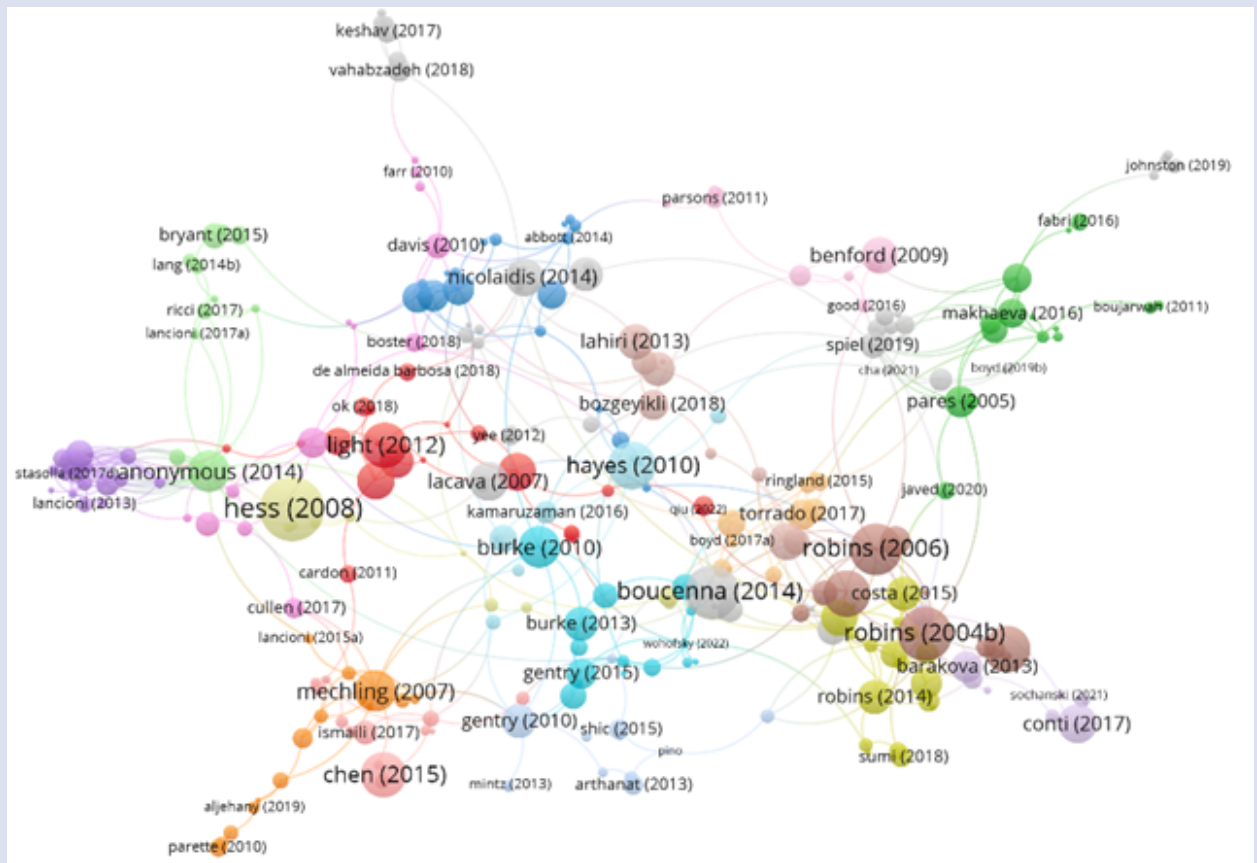 keshav (2017)
vahabzadeh (2018)
johnston (2019)
farr (2010)
parsons (2011)
fabri (2016)
bryant (2015)
abbott (2014)
davis (2010)
benford (2009)
lang (2014b)
nicolaidis (2014)
good (2016)
boujarwan (2011)
ricci (2017)
makhaeva (2016)
lancioni (2017a)
boster (2018)
lahiri (2013)
spiel (2019)
de almeida barbosa (2018)
cha (2021)
boyd (2019b)
ok (2018)
bozgeyikli (2018)
pares (2005)
yee (2012)
light (2012)
stasolla (2017d)
anonymous (2014)
hayes (2010)
lacava (2007)
ringland (2015)
javed (2020)
lancioni (2013)
hess (2008)
kamaruzaman (2016)
qiu (2022)
torrado (2017)
burke (2010)
boyd (2017a)
robins (2006)
cardon (2011)
boucenna (2014)
costa (2015)
cullen (2017)
burke (2013)
robins (2004b)
lancioni (2015a)
wohofsky (2022)
gentry (2015)
barakova (2013)
mechling (2007)
robins (2014)
sochanski (2021)
gentry (2010)
shic (2015)
conti (2017)
ismaili (2017)
pino
sumi (2018)
chen (2015)
mintz (2013)
arthanat (2013)
aljehany (2019)
parette (2010)